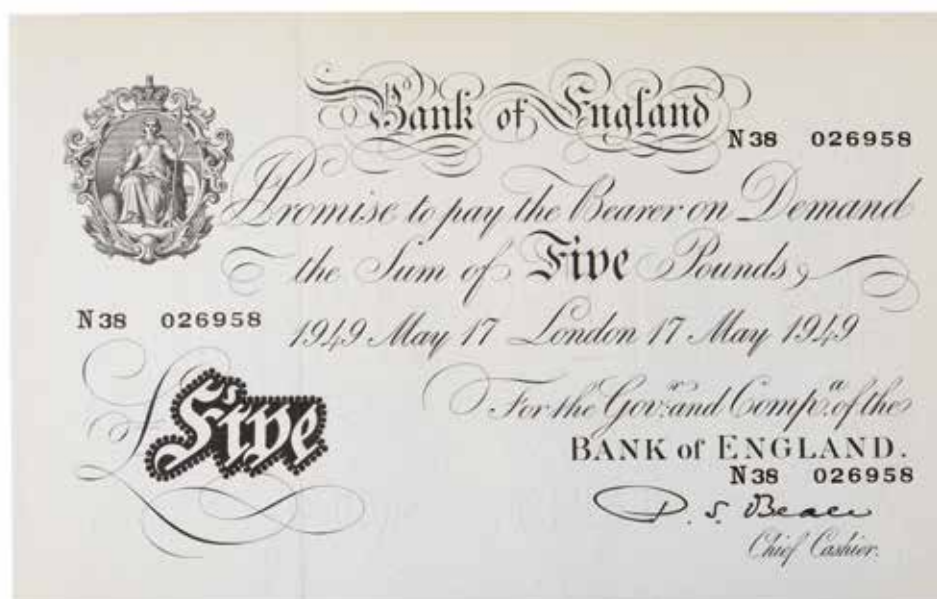 Bank of England
N38 026958
I Promise to pay the Bearer on Demand
the Sum of Five Pounds
N38 026958
1949 May 17 London 17 May 1949
£Five
For the Govr. and Compa. of the
BANK of ENGLAND.
N38 026958
P. S. Beale
Chief Cashier.